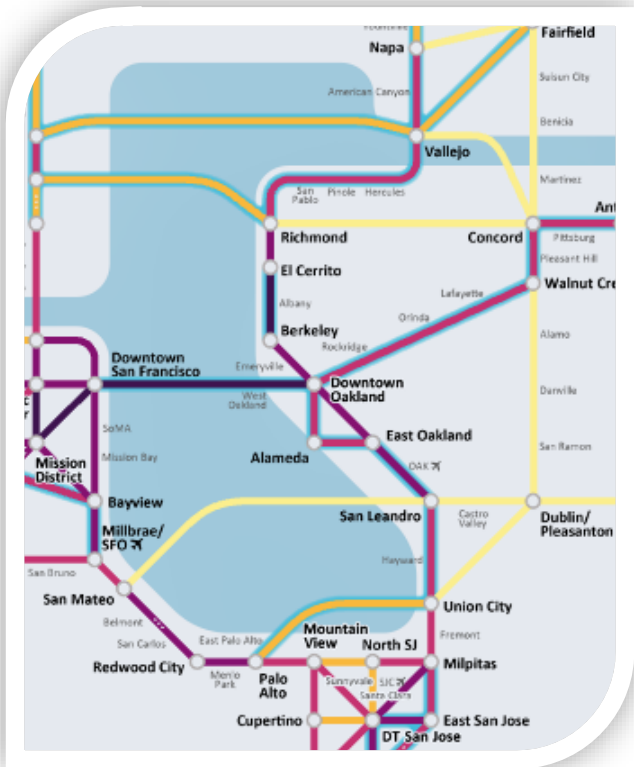 Fairfield
Napa
Suisun City
American Canyon
Benicia
Vallejo
Martinez
San
Pablo
Pinole
Hercules
Richmond
Concord
Pittsburg
El Cerrito
Pleasant Hill
Albany
Lafayette
Orinda
Berkeley
Rockridge
Alamo
Downtown
San Francisco
Emeryville
West
Oakland
Downtown
Oakland
Danville
SoMA
Mission Bay
Alameda
East Oakland
OAK
San Ramon
Mission
District
Bayview
San Leandro
Castro
Valley
Dublin/
Pleasanton
Millbrae/
SFO
San Bruno
Hayward
San Mateo
Union City
Belmont
San Carlos
East Palo Alto
Mountain
View
North SJ
Fremont
Redwood City
Menlo
Park
Palo
Alto
Milpitas
Sunnyvale
SJC
Santa Clara
Cupertino
East San Jose
DT San Jose